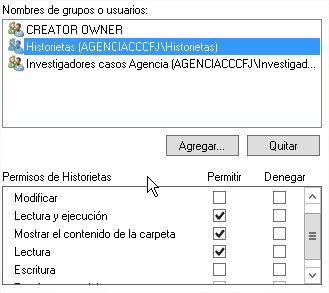 Nombres de grupos o usuarios:
CREATOR OWNER
Historietas (AGENCIACCCFJ\Historietas)
Investigadores casos Agencia (AGENCIACCCFJ\Investigad...
Agregar... Quitar
Permisos de Historietas Permitir Denegar
Modificar
Lectura y ejecución
Mostrar el contenido de la carpeta
Lectura
Escritura